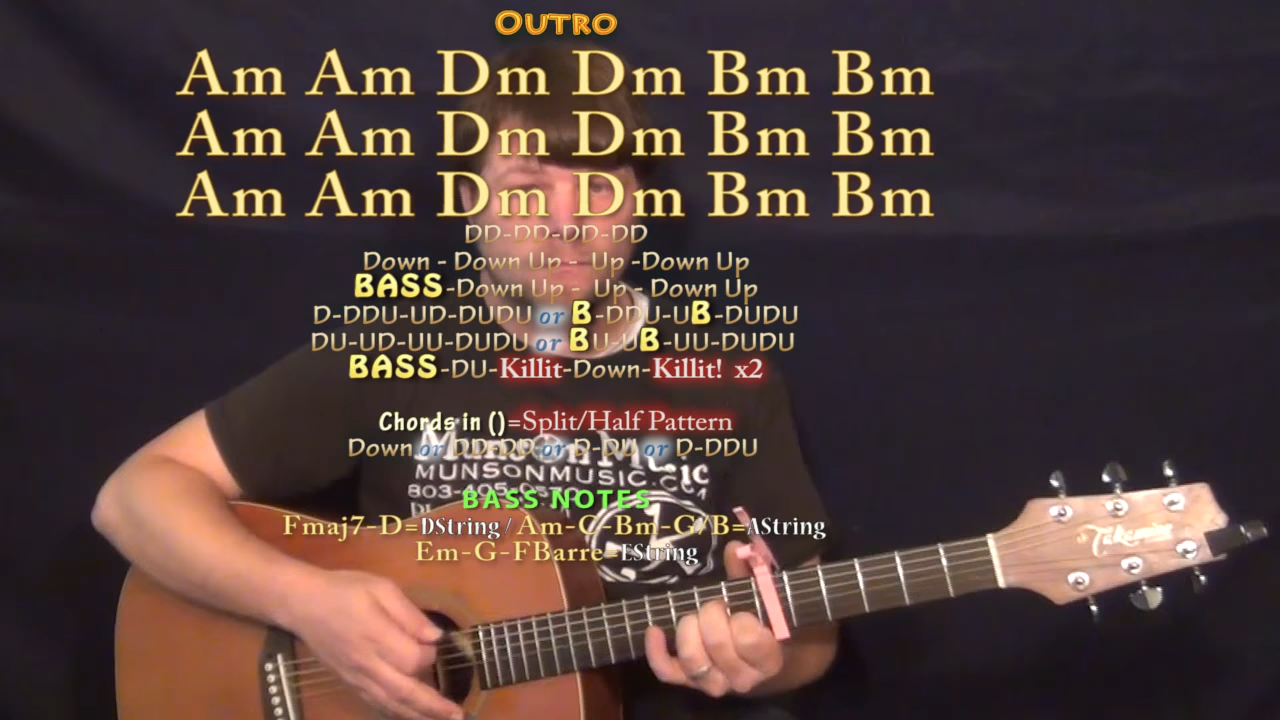 Outro
Am Am Dm Dm Bm Bm
Am Am Dm Dm Bm Bm
Am Am Dm Dm Bm Bm
DD-DD-DD-DD
Down - Down Up - Up -Down Up
BASS-Down Up - Up - Down Up
D-DDU-UD-DUDU or B-DDU-UB-DUDU
DU-UD-UU-DUDU or BU-UB-UU-DUDU
BASS-DU-Killit-Down-Killit! x2
Chords in ()=Split/Half Pattern
Down or DD-DD or D-DU or D-DDU
MUNSONMUSIC.COM
BASS NOTES
Fmaj7-D=DString / Am-C-Bm-G/B=AString
Em-G-FBarre=EString
Takamine